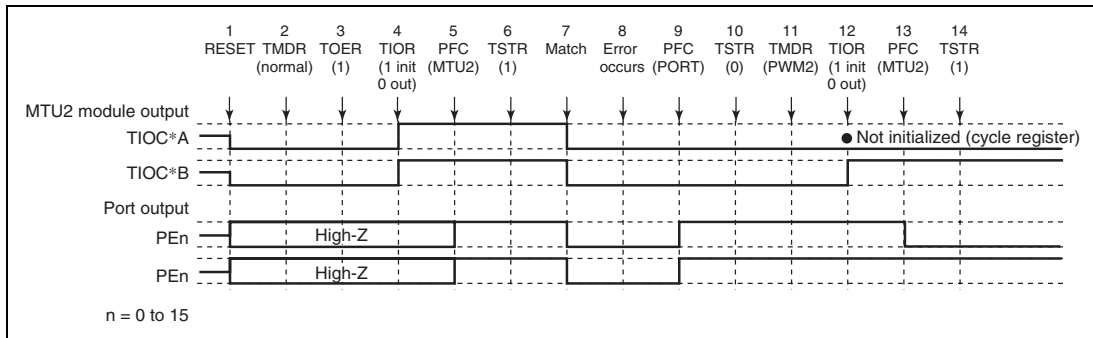 1 2 3 4 5 6 7 8 9 10 11 12 13 14
RESET TMDR TOER TIOR PFC TSTR Match Error PFC TSTR TMDR TIOR PFC TSTR
(normal) (1) (1 init (MTU2) (1) occurs (PORT) (0) (PWM2) (1 init (MTU2) (1)
0 out) 0 out)
MTU2 module output
TIOC*A ● Not initialized (cycle register)
TIOC*B
Port output
PEn High-Z
PEn High-Z
n = 0 to 15